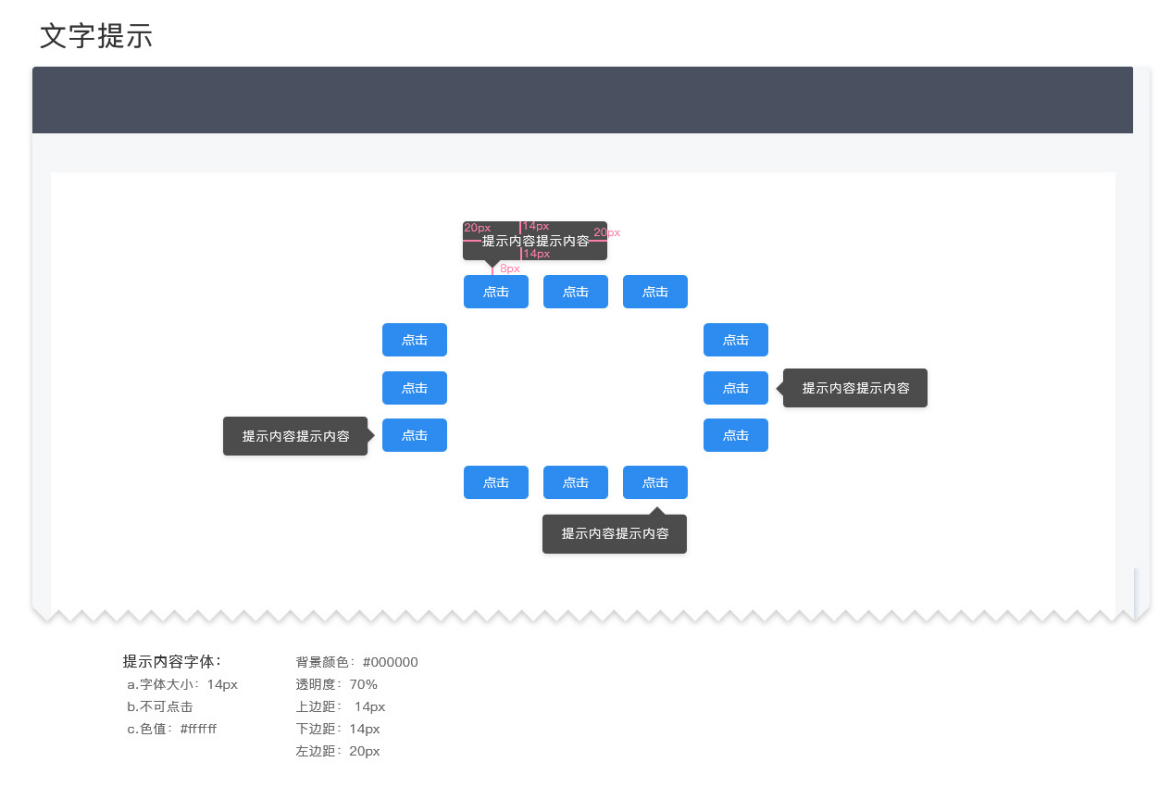 文字提示
20px
14px
20px
提示内容提示内容
14px
8px
点击 点击 点击
点击 点击
点击 点击 提示内容提示内容
提示内容提示内容 点击 点击
点击 点击 点击
提示内容提示内容
提示内容字体：
a.字体大小：14px
b.不可点击
c.色值：#ffffff
背景颜色：#000000
透明度：70%
上边距： 14px
下边距：14px
左边距：20px